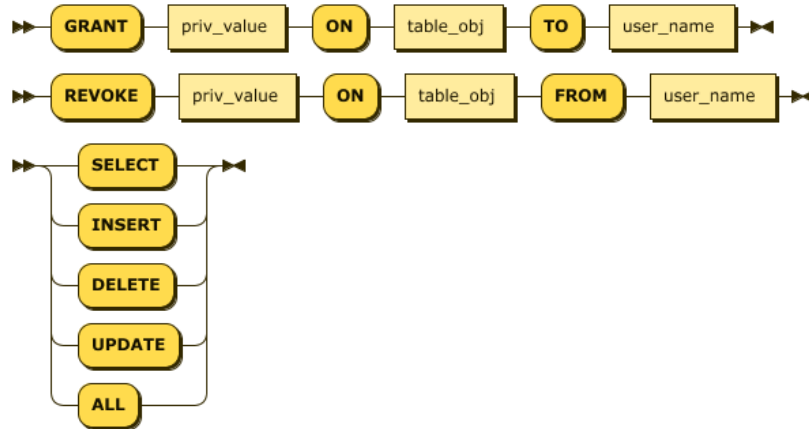 GRANT priv_value ON table_obj TO user_name
REVOKE priv_value ON table_obj FROM user_name
SELECT
INSERT
DELETE
UPDATE
ALL